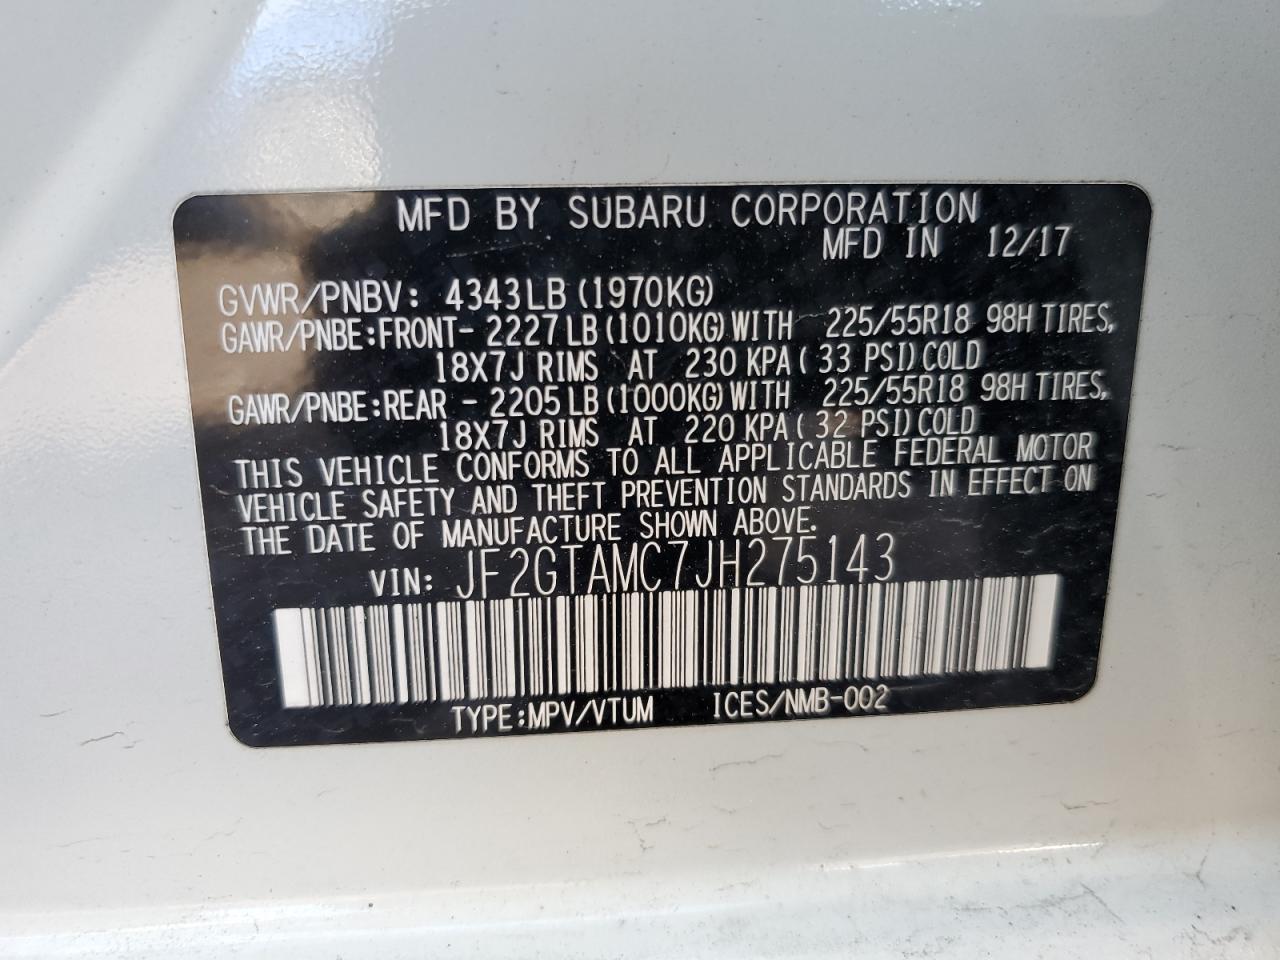 MFD BY SUBARU CORPORATION
MFD IN 12/17
GVWR/PNBV: 4343LB (1970KG)
GAWR/PNBE:FRONT- 2227LB (1010KG) WITH 225/55R18 98H TIRES,
18X7J RIMS AT 230 KPA ( 33 PSI) COLD
GAWR/PNBE:REAR - 2205LB (1000KG) WITH 225/55R18 98H TIRES,
18X7J RIMS AT 220 KPA ( 32 PSI) COLD
THIS VEHICLE CONFORMS TO ALL APPLICABLE FEDERAL MOTOR
VEHICLE SAFETY AND THEFT PREVENTION STANDARDS IN EFFECT ON
THE DATE OF MANUFACTURE SHOWN ABOVE.
VIN: JF2GTAMC7JH275143
TYPE:MPV/VTUM ICES/NMB-002